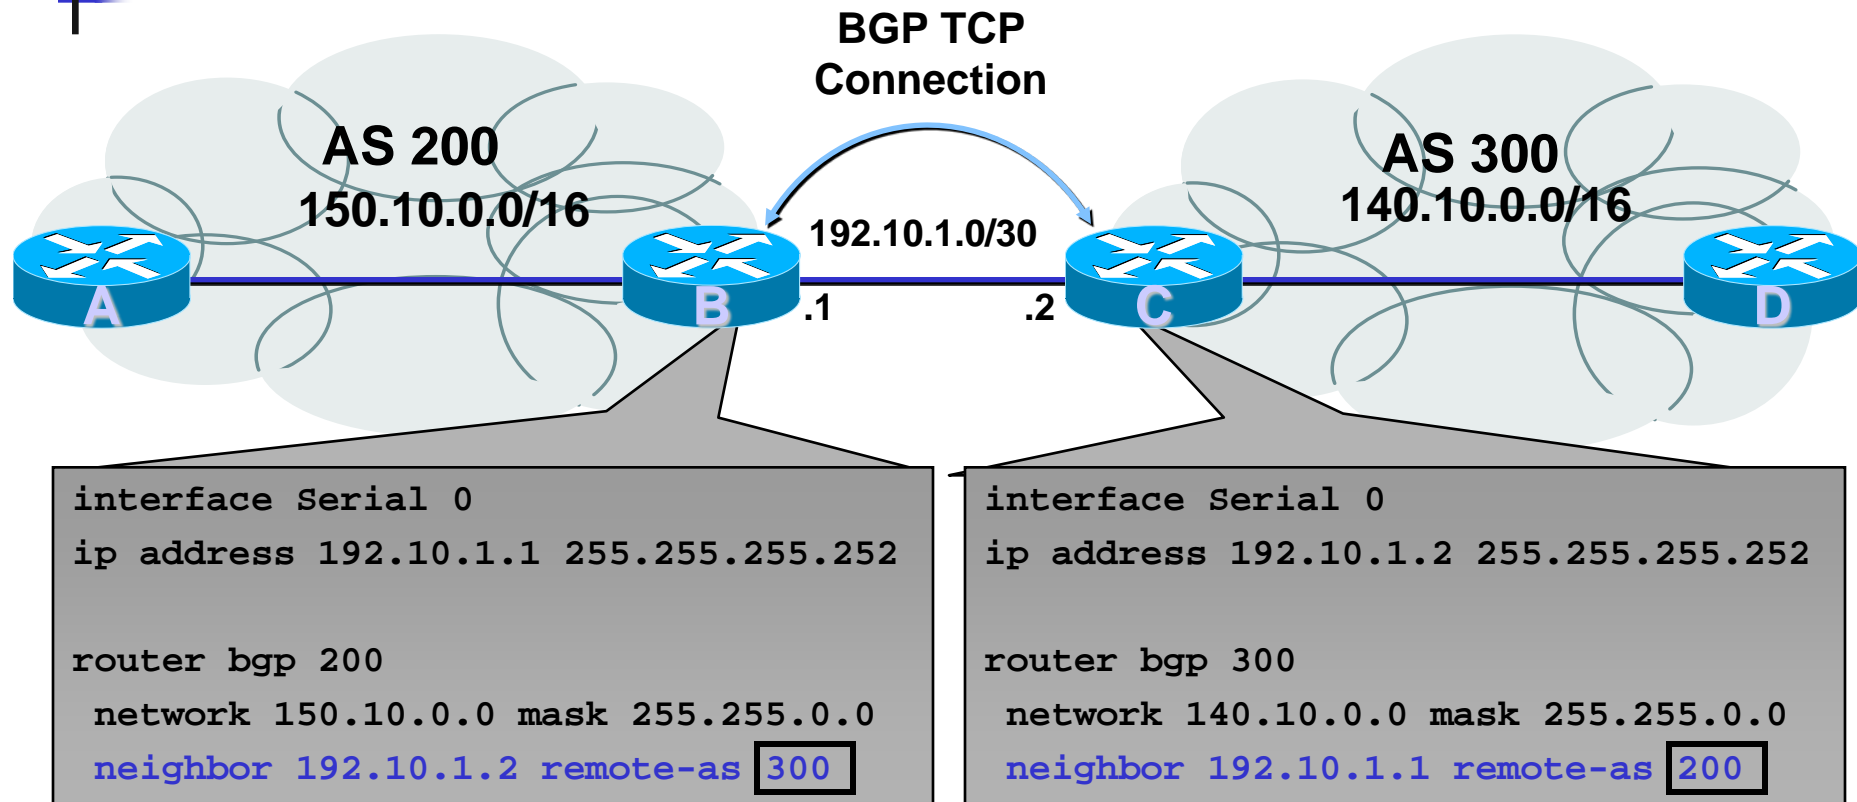 BGP TCP
Connection
AS 200
150.10.0.0/16
AS 300
140.10.0.0/16
192.10.1.0/30
A
B
.1
.2
C
D
interface Serial 0
ip address 192.10.1.1 255.255.255.252
router bgp 200
network 150.10.0.0 mask 255.255.0.0
neighbor 192.10.1.2 remote-as 300
interface Serial 0
ip address 192.10.1.2 255.255.255.252
router bgp 300
network 140.10.0.0 mask 255.255.0.0
neighbor 192.10.1.1 remote-as 200